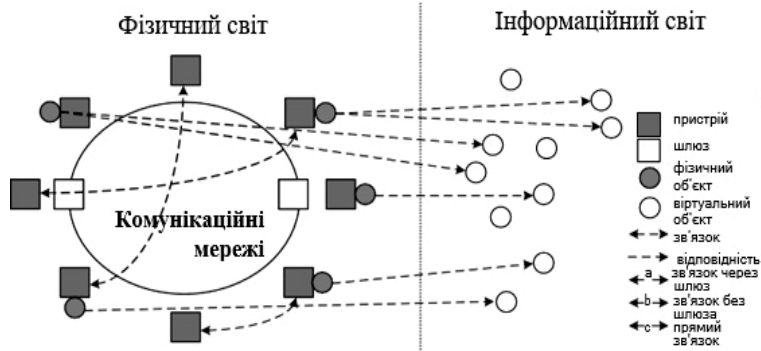 Фізичний світ
Інформаційний світ
Комунікаційні
мережі
пристрій
шлюз
фізичний
об'єкт
віртуальний
об'єкт
зв'язок
відповідність
a зв'язок через
шлюз
b зв'язок без
шлюза
c прямий
зв'язок